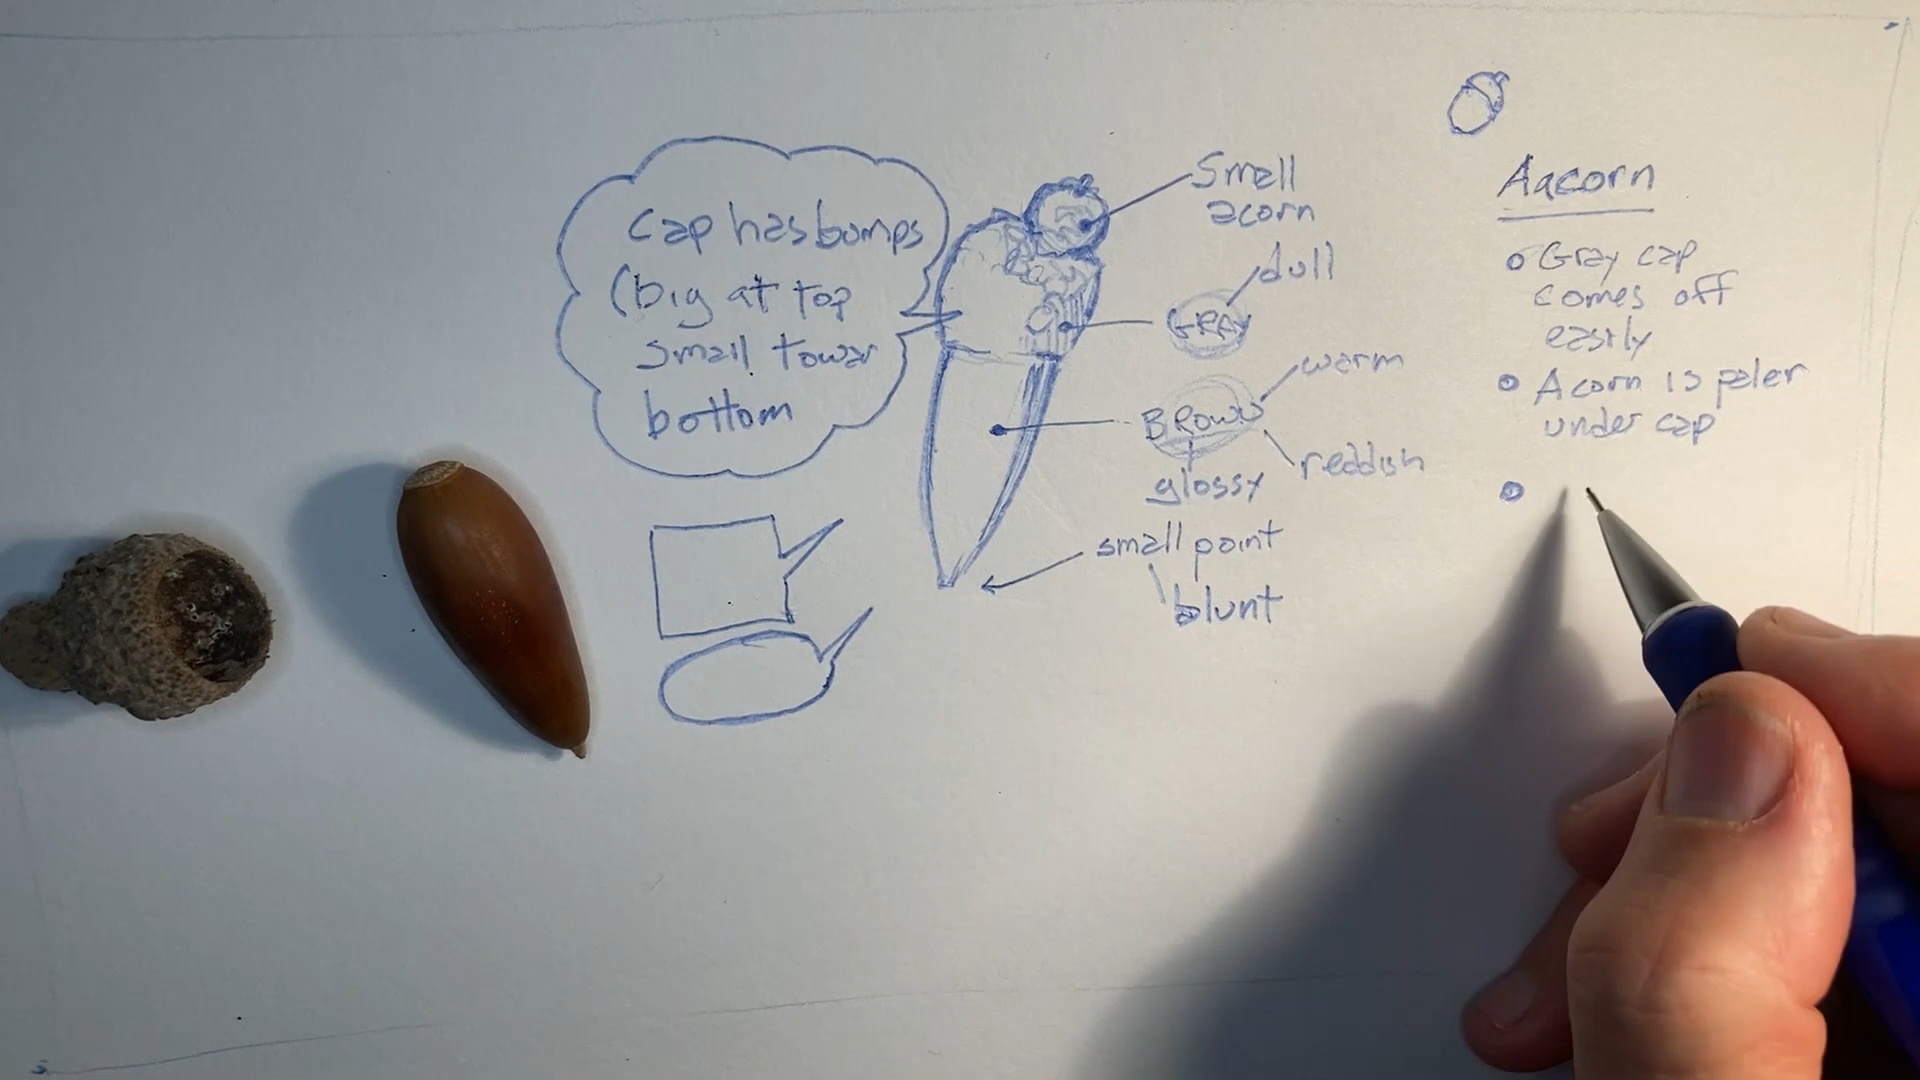 Cap has bumps
(big at top
small towar
bottom
Small
acorn
dull
GRAY
warm
BROWN
reddish
glossy
small point
blunt
Aacorn
Gray cap
comes off
easily
Acorn is paler
under cap